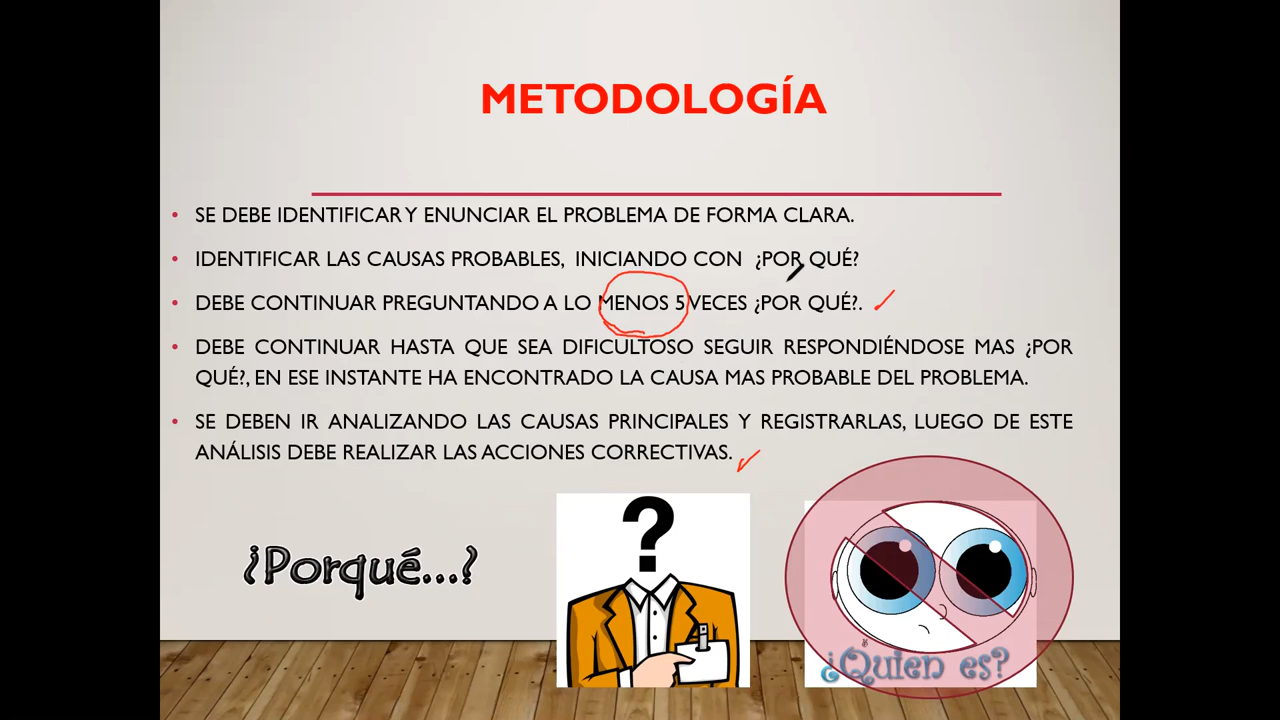 METODOLOGÍA
• SE DEBE IDENTIFICAR Y ENUNCIAR EL PROBLEMA DE FORMA CLARA.
• IDENTIFICAR LAS CAUSAS PROBABLES, INICIANDO CON ¿POR QUÉ?
• DEBE CONTINUAR PREGUNTANDO A LO MENOS 5 VECES ¿POR QUÉ?.
• DEBE CONTINUAR HASTA QUE SEA DIFICULTOSO SEGUIR RESPONDIÉNDOSE MAS ¿POR
QUÉ?, EN ESE INSTANTE HA ENCONTRADO LA CAUSA MAS PROBABLE DEL PROBLEMA.
• SE DEBEN IR ANALIZANDO LAS CAUSAS PRINCIPALES Y REGISTRARLAS, LUEGO DE ESTE
ANÁLISIS DEBE REALIZAR LAS ACCIONES CORRECTIVAS.
¿Porqué...?
?
¿Quien es?